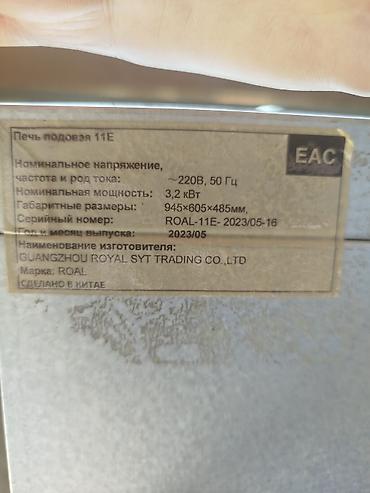 Печь подовэя 11E
EAC
Номинальное напряжение,
частота и род тока: ~220В, 50 Гц
Номинальная мощность: 3,2 кВт
Габаритные размеры: 945×605×485мм,
Серийный номер: ROAL-11E- 2023/05-16
Год и месяц выпуска: 2023/05
Наименование изготовителя:
GUANGZHOU ROYAL SYT TRADING CO.,LTD
Марка: ROAL
СДЕЛАНО В КИТАЕ